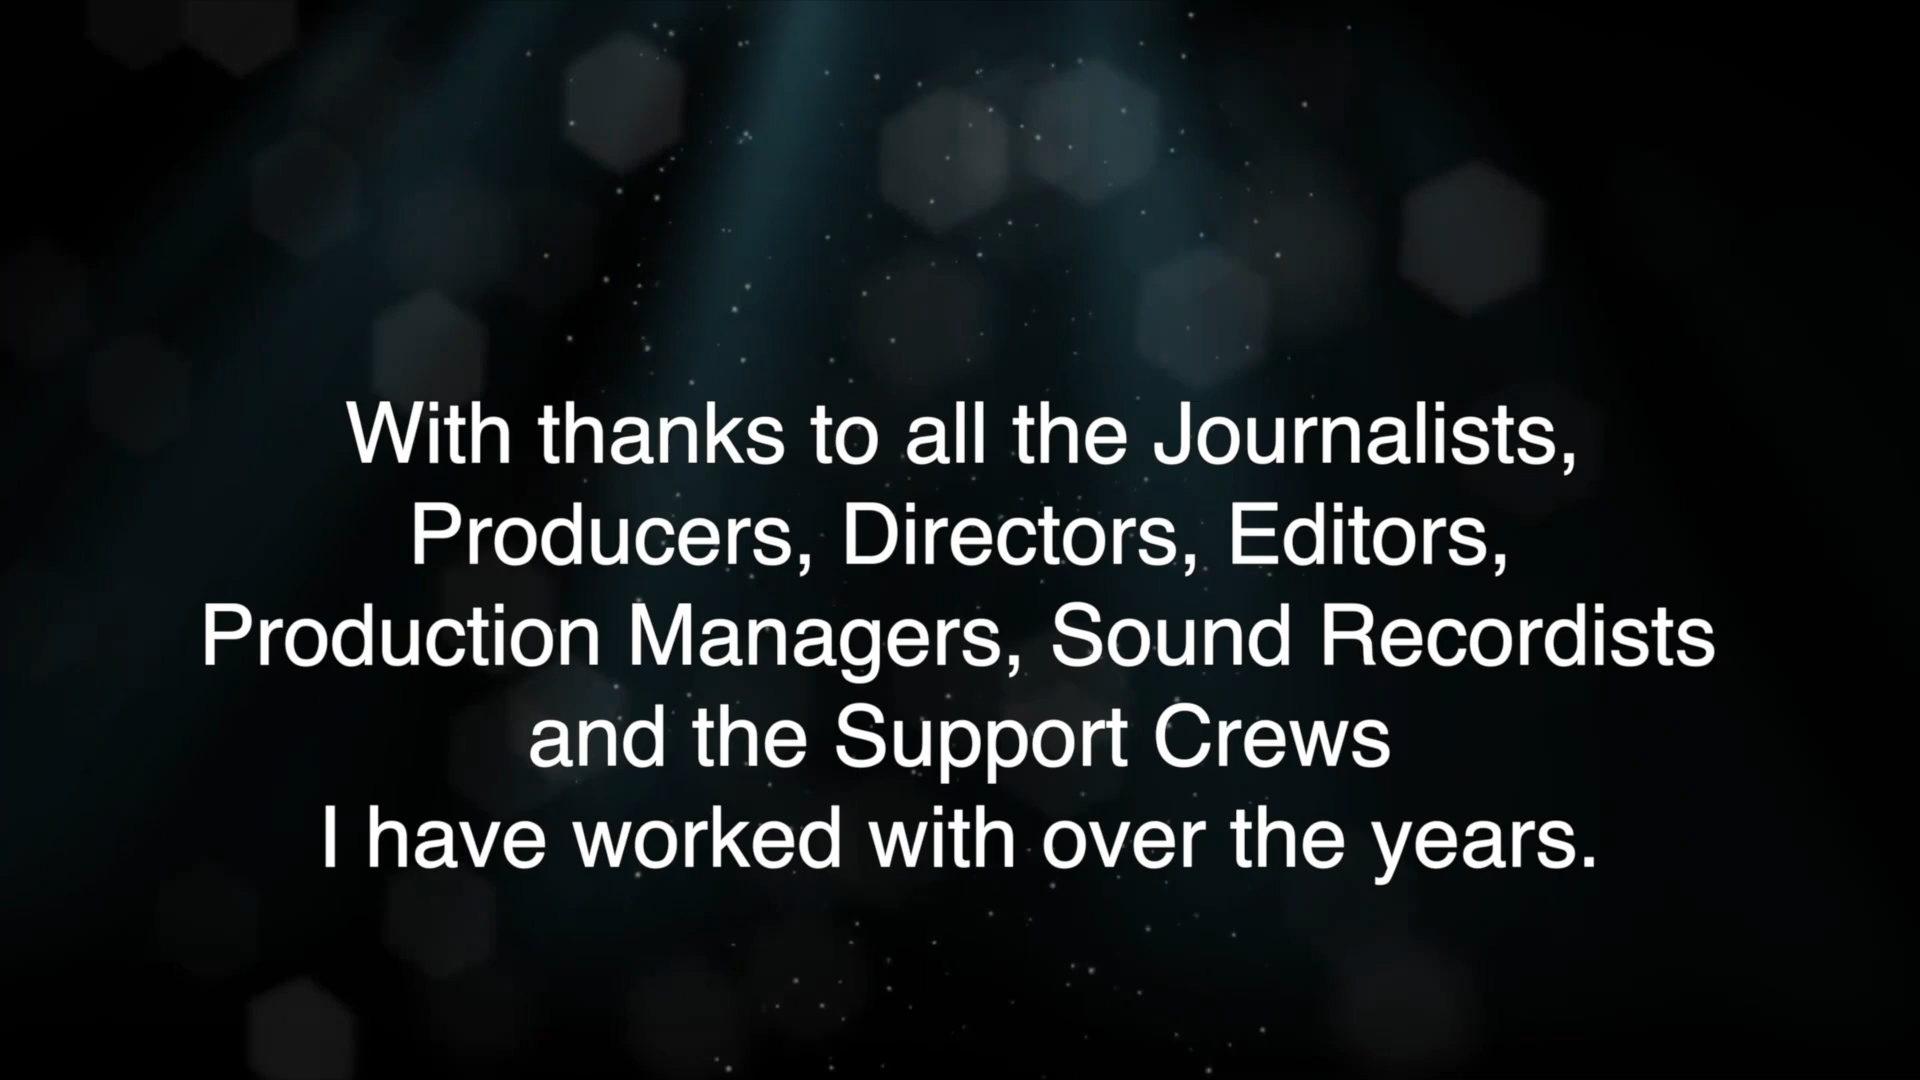 With thanks to all the Journalists,
Producers, Directors, Editors,
Production Managers, Sound Recordists
and the Support Crews
I have worked with over the years.